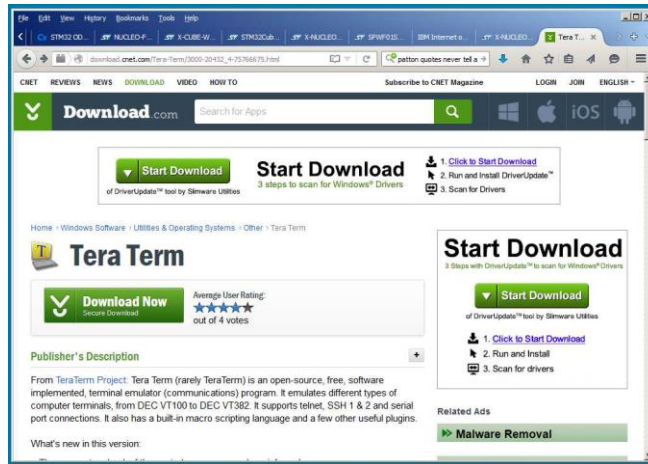 File Edit View History Bookmarks Tools Help
STM32 OD... NUCLEO-F... X-CUBE-W... STM32Cub... X-NUCLEO... SPWF01S... IBM Internet o... X-NUCLEO... Tera T...
download.cnet.com/Tera-Term/3000-20432_4-75766675.html patton quotes never tell a
CNET REVIEWS NEWS DOWNLOAD VIDEO HOW TO Subscribe to CNET Magazine LOGIN JOIN ENGLISH
Download.com Search for Apps iOS
Start Download
of DriverUpdate™ tool by Slimware Utilities
Start Download
3 steps to scan for Windows® Drivers
1. Click to Start Download
2. Run and Install DriverUpdate™
3. Scan for Drivers
Home Windows Software Utilities & Operating Systems Other Tera Term
Tera Term
Download Now
Secure Download
Average User Rating:
out of 4 votes
Publisher's Description +
From TeraTerm Project: Tera Term (rarely TeraTerm) is an open-source, free, software
implemented, terminal emulator (communications) program. It emulates different types of
computer terminals, from DEC VT100 to DEC VT382. It supports telnet, SSH 1 & 2 and serial
port connections. It also has a built-in macro scripting language and a few other useful plugins.
What's new in this version:
Start Download
3 Steps with DriverUpdate™ to scan for Windows® Drivers
Start Download
of DriverUpdate™ tool by Slimware Utilities
1. Click to Start Download
2. Run and Install
3. Scan for drivers
Related Ads
Malware Removal